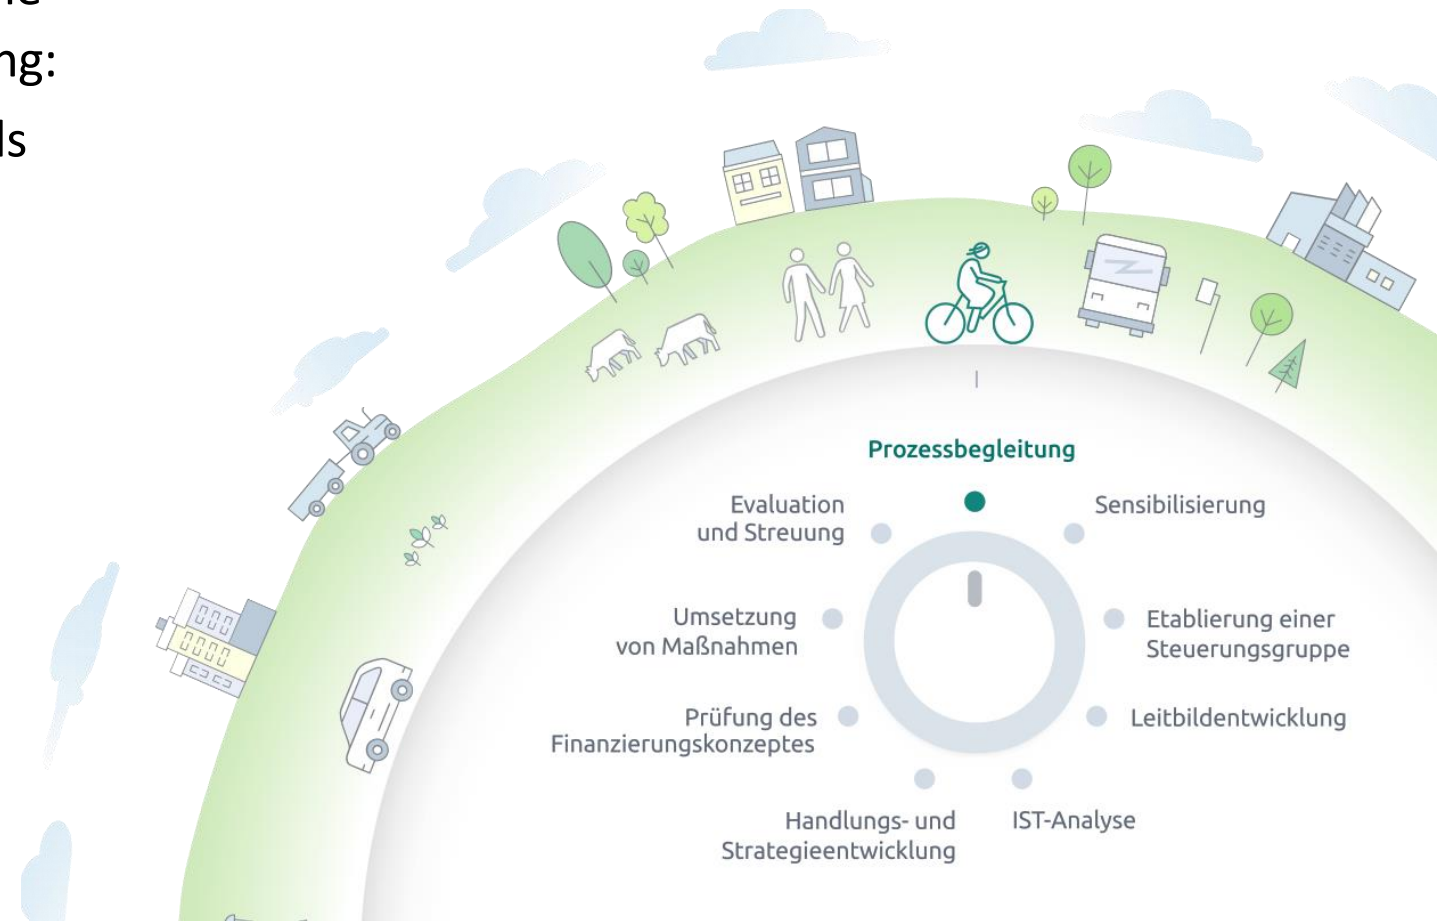 ng:
Prozessbegleitung
Sensibilisierung
Etablierung einer
Steuerungsgruppe
Leitbildentwicklung
IST-Analyse
Handlungs- und
Strategieentwicklung
Prüfung des
Finanzierungskonzeptes
Umsetzung
von Maßnahmen
Evaluation
und Streuung